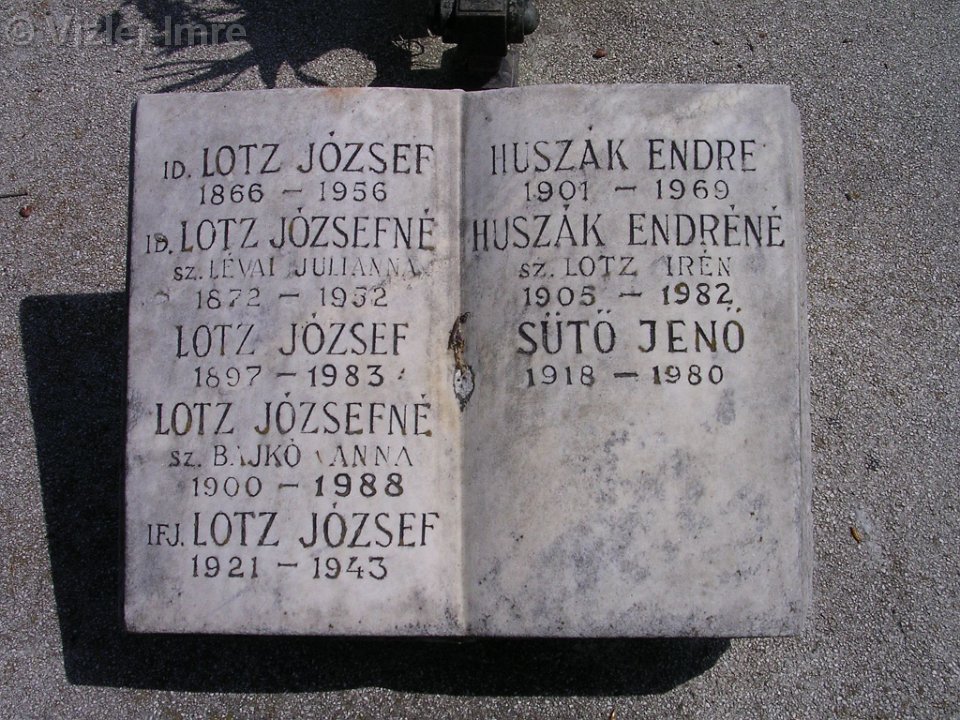 © Vizlej Imre
ID. LOTZ JÓZSEF
1866 - 1956
ID. LOTZ JÓZSEFNÉ
SZ. LÉVAI JULIANNA
1872 - 1952
LOTZ JÓZSEF
1897 - 1983
LOTZ JÓZSEFNÉ
SZ. BAJKÓ ANNA
1900 - 1988
IFJ. LOTZ JÓZSEF
1921 - 1943
HUSZÁK ENDRE
1901 - 1969
HUSZÁK ENDRÉNÉ
SZ. LOTZ IRÉN
1905 - 1982
SÜTŐ JENŐ
1918 - 1980